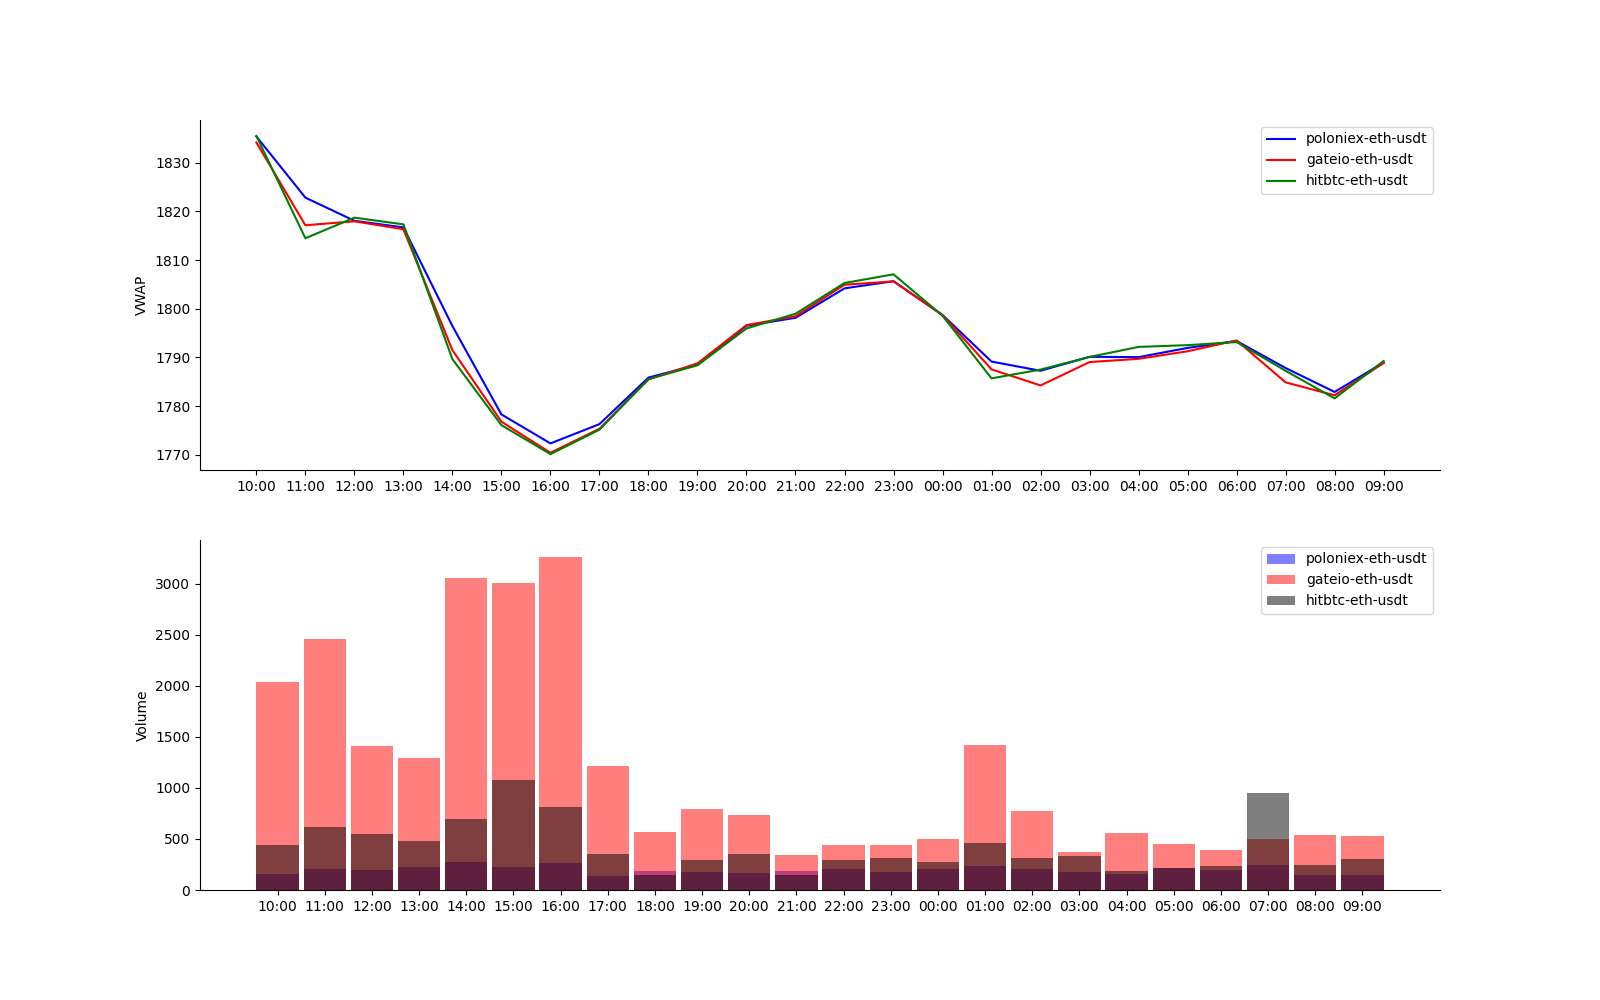 poloniex-eth-usdt
gateio-eth-usdt
hitbtc-eth-usdt
VWAP
1830
1820
1810
1800
1790
1780
1770
10:00 11:00 12:00 13:00 14:00 15:00 16:00 17:00 18:00 19:00 20:00 21:00 22:00 23:00 00:00 01:00 02:00 03:00 04:00 05:00 06:00 07:00 08:00 09:00
poloniex-eth-usdt
gateio-eth-usdt
hitbtc-eth-usdt
Volume
3000
2500
2000
1500
1000
500
0
10:00 11:00 12:00 13:00 14:00 15:00 16:00 17:00 18:00 19:00 20:00 21:00 22:00 23:00 00:00 01:00 02:00 03:00 04:00 05:00 06:00 07:00 08:00 09:00